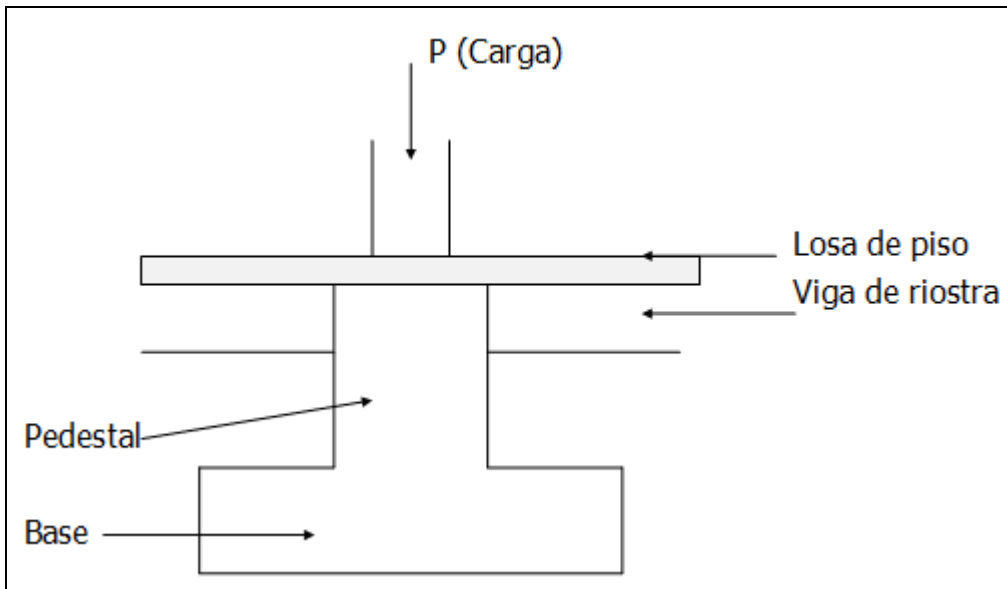 P (Carga)
Losa de piso
Viga de riostra
Pedestal
Base